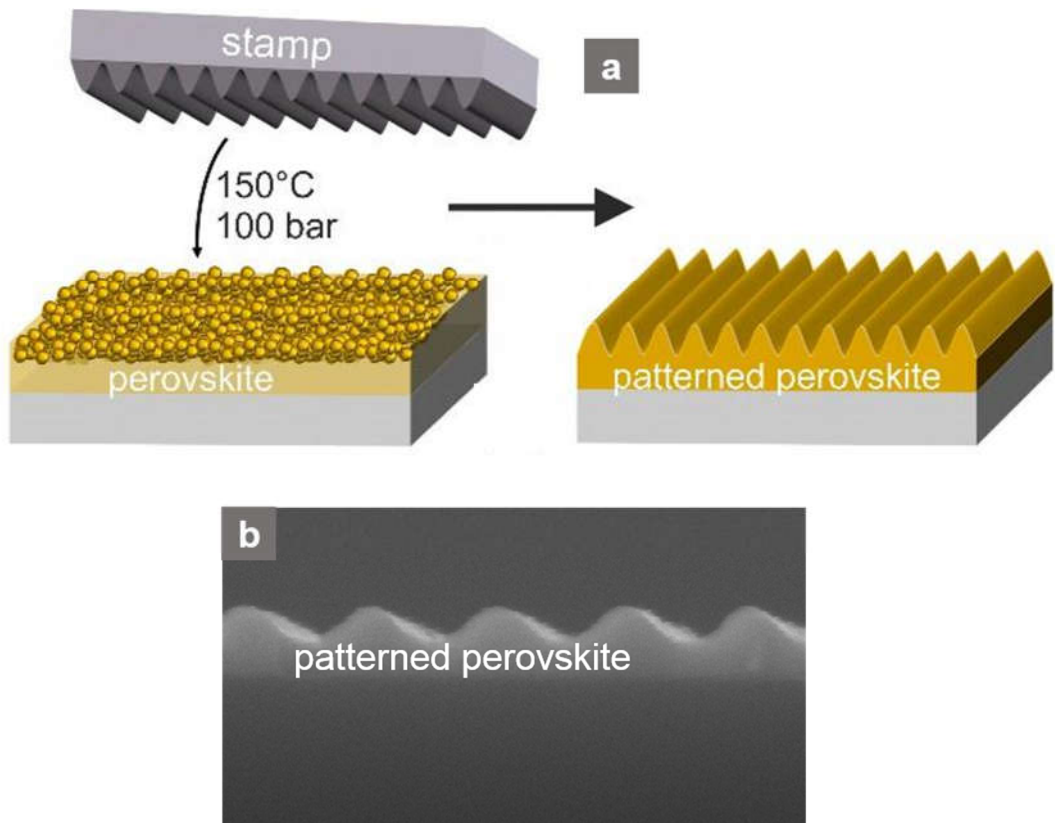 stamp
a
150°C
100 bar
perovskite
patterned perovskite
b
patterned perovskite